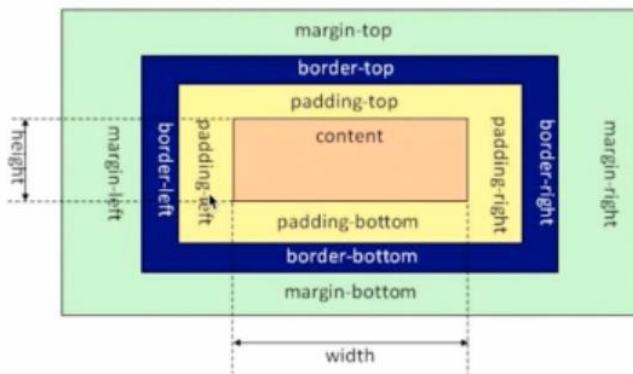 margin-top
border-top
padding-top
content
height
margin-left
border-left
padding-left
padding-right
border-right
margin-right
padding-bottom
border-bottom
margin-bottom
width